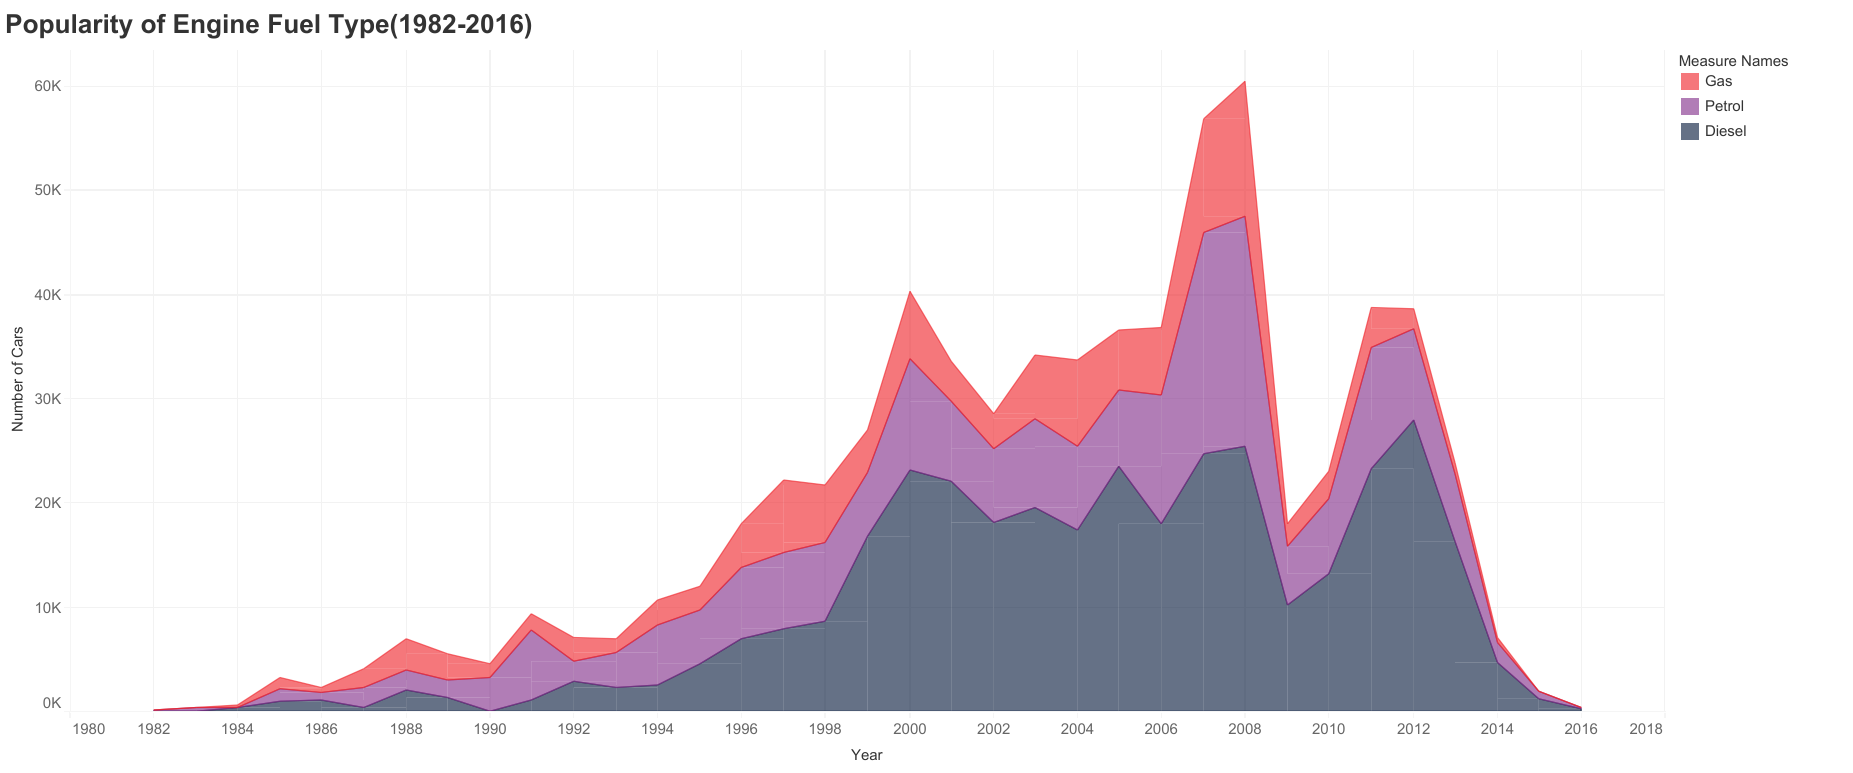 Popularity of Engine Fuel Type(1982-2016)
Measure Names
Gas
Petrol
Diesel
60K
50K
40K
30K
20K
10K
0K
Number of Cars
1980 1982 1984 1986 1988 1990 1992 1994 1996 1998 2000 2002 2004 2006 2008 2010 2012 2014 2016 2018
Year